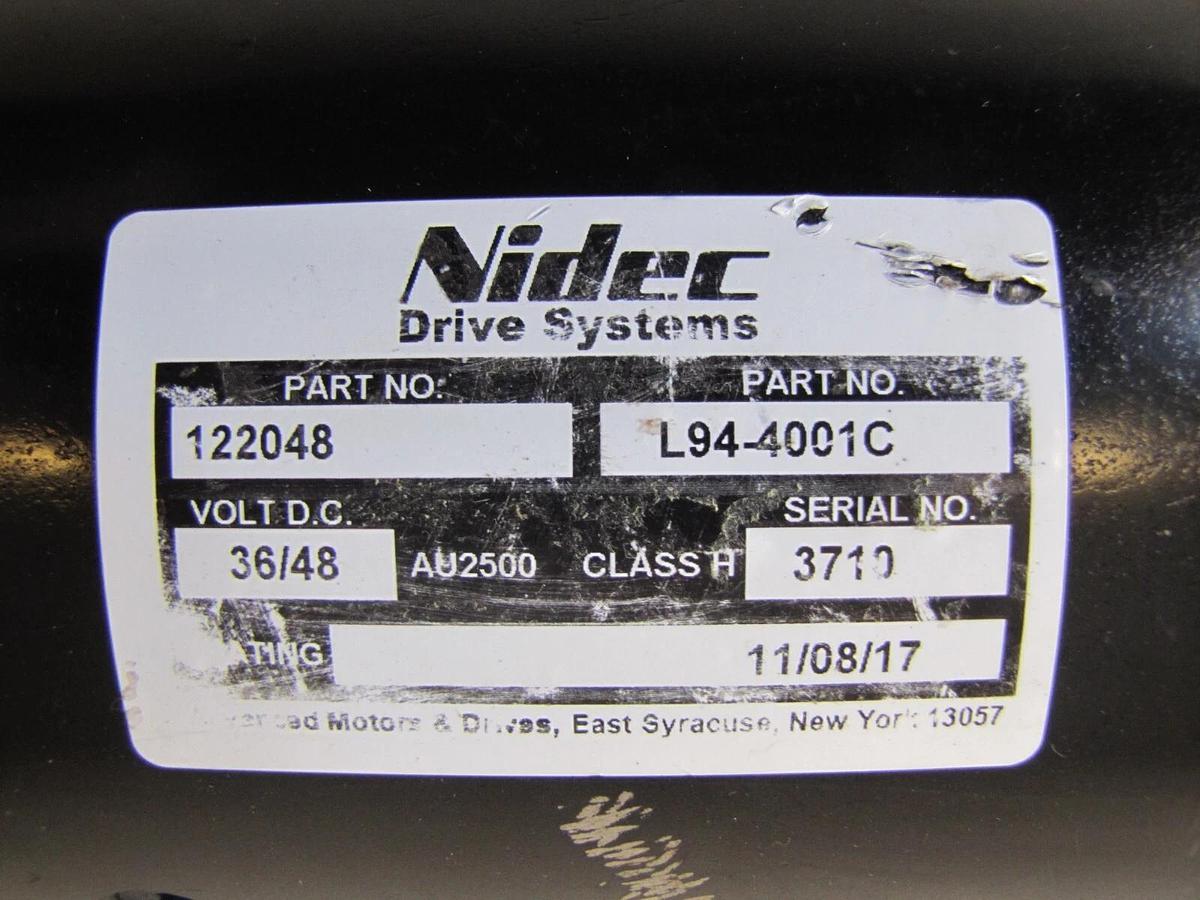 Nidec
Drive Systems
PART NO. PART NO.
122048 L94-4001C
VOLT D.C. SERIAL NO.
36/48 AU2500 CLASS H 3710
11/08/17
Motors & Drives, East Syracuse, New York 13057